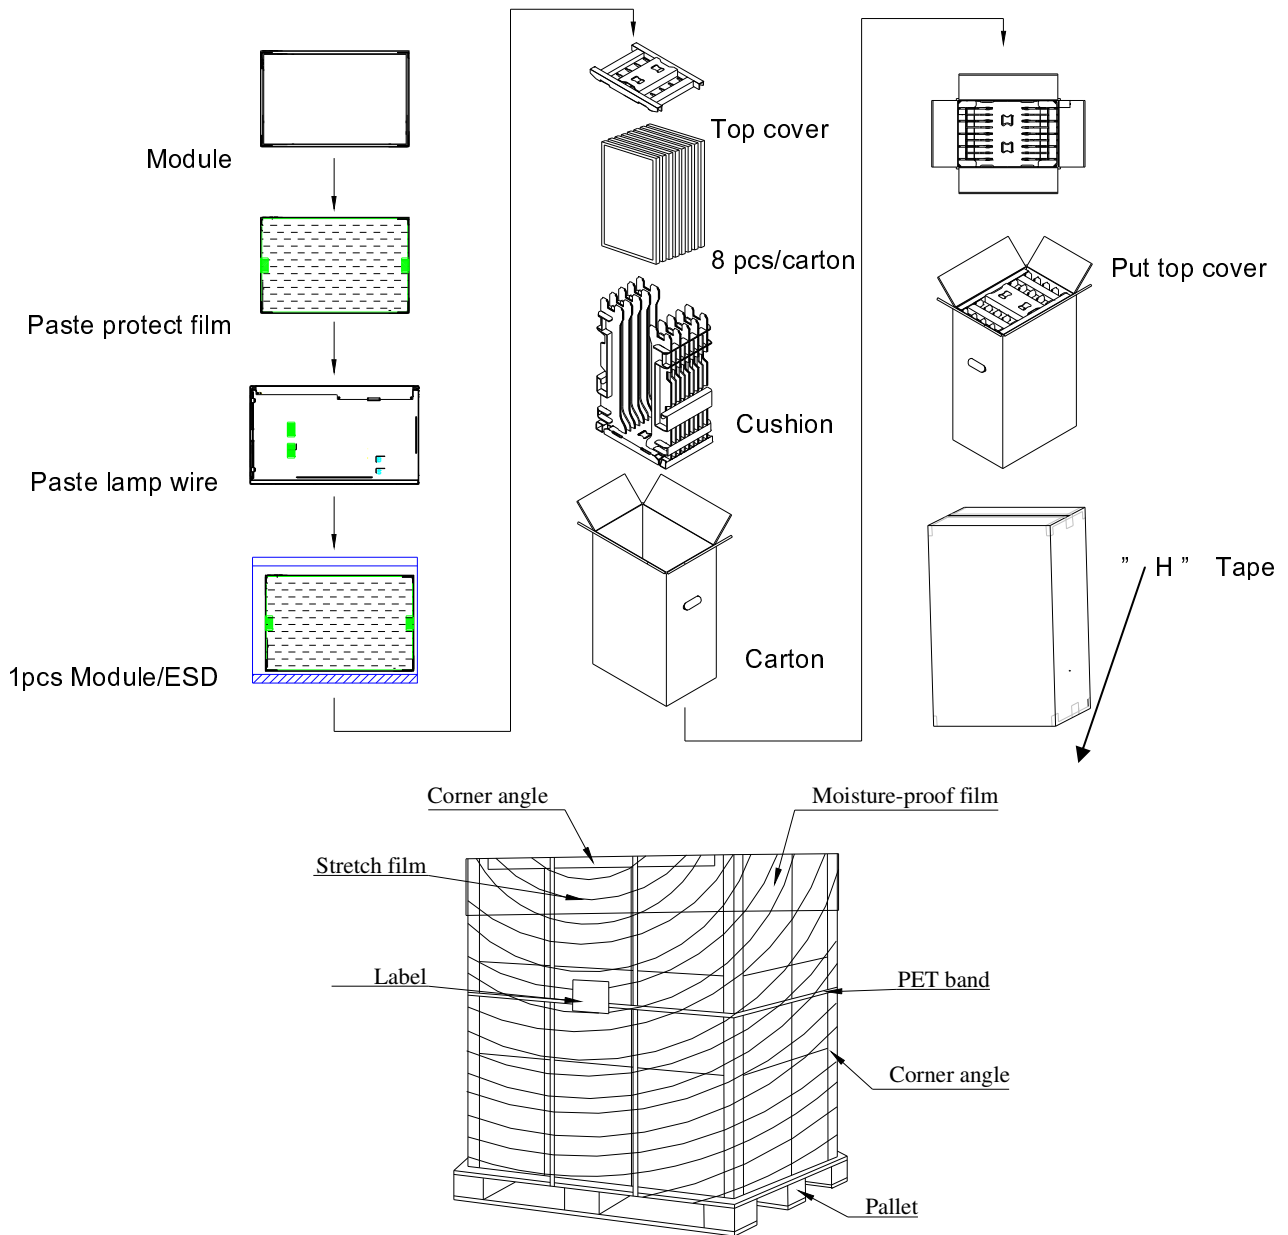 Module
Paste protect film
Paste lamp wire
1pcs Module/ESD
Top cover
8 pcs/carton
Cushion
Carton
Put top cover
” H ” Tape
Corner angle
Moisture-proof film
Stretch film
Label
PET band
Corner angle
Pallet